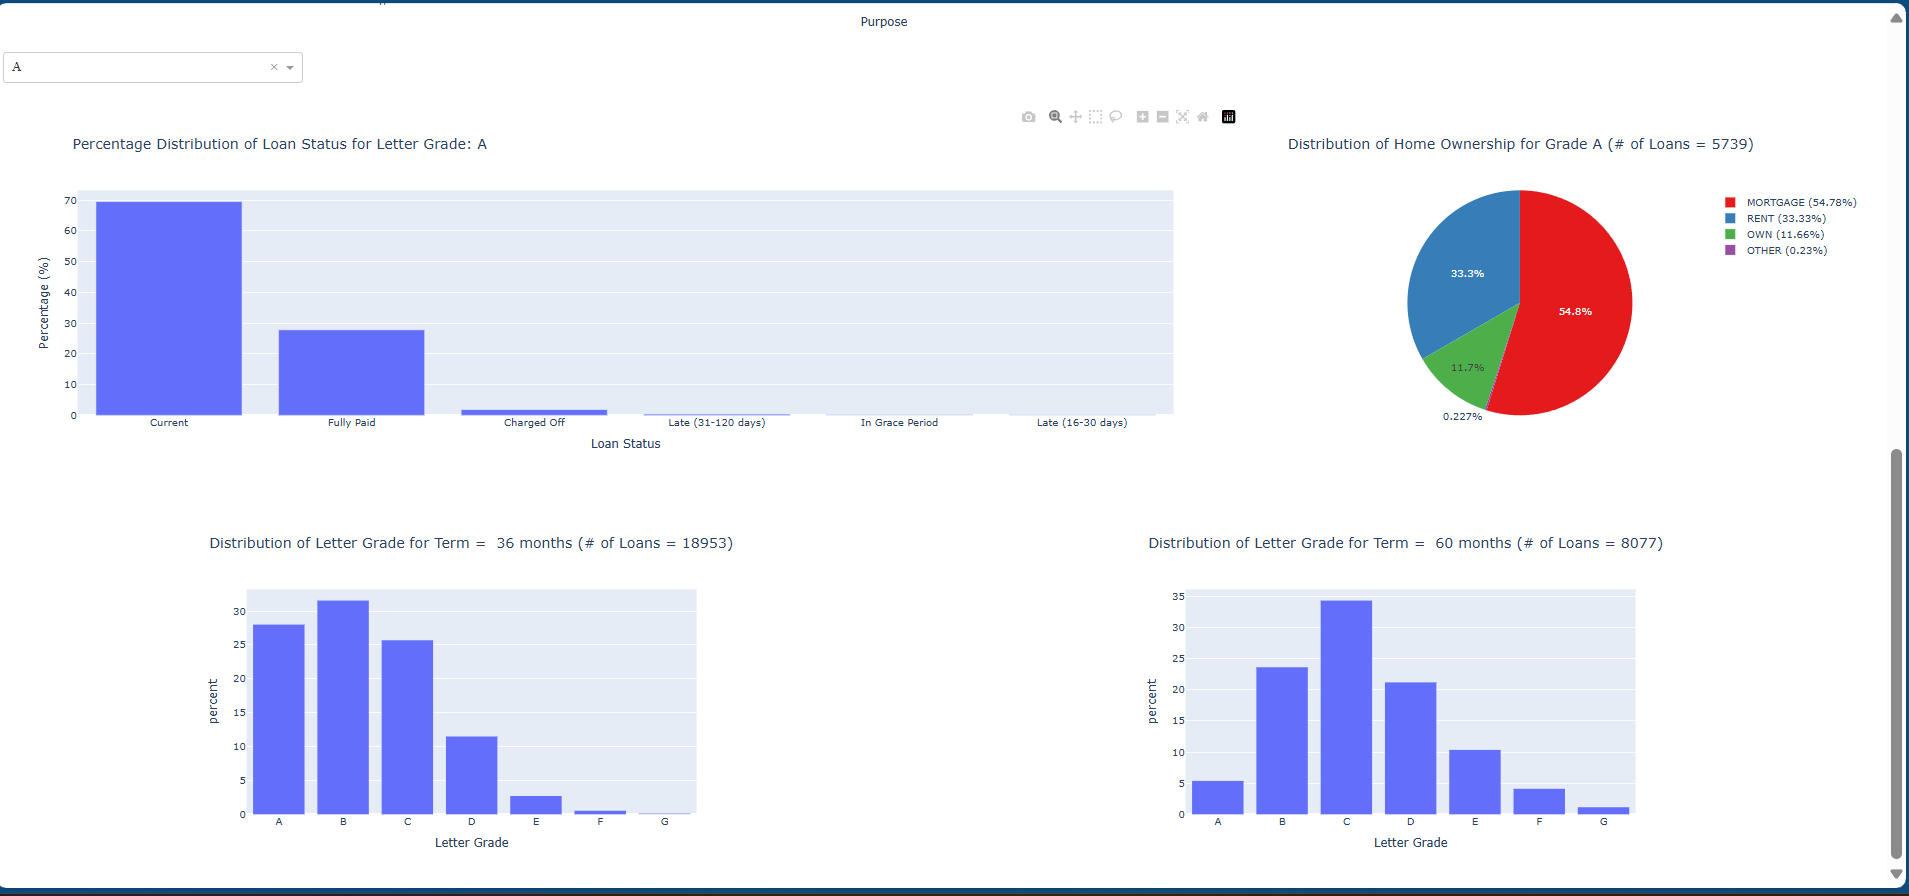 Purpose
A
Percentage Distribution of Loan Status for Letter Grade: A
Percentage (%)
70
60
50
40
30
20
10
0
Current
Fully Paid
Charged Off
Late (31-120 days)
In Grace Period
Late (16-30 days)
Loan Status
Distribution of Home Ownership for Grade A (# of Loans = 5739)
33.3%
54.8%
11.7%
0.227%
MORTGAGE (54.78%)
RENT (33.33%)
OWN (11.66%)
OTHER (0.23%)
Distribution of Letter Grade for Term = 36 months (# of Loans = 18953)
percent
30
25
20
15
10
5
0
A
B
C
D
E
F
G
Letter Grade
Distribution of Letter Grade for Term = 60 months (# of Loans = 8077)
percent
35
30
25
20
15
10
5
0
A
B
C
D
E
F
G
Letter Grade